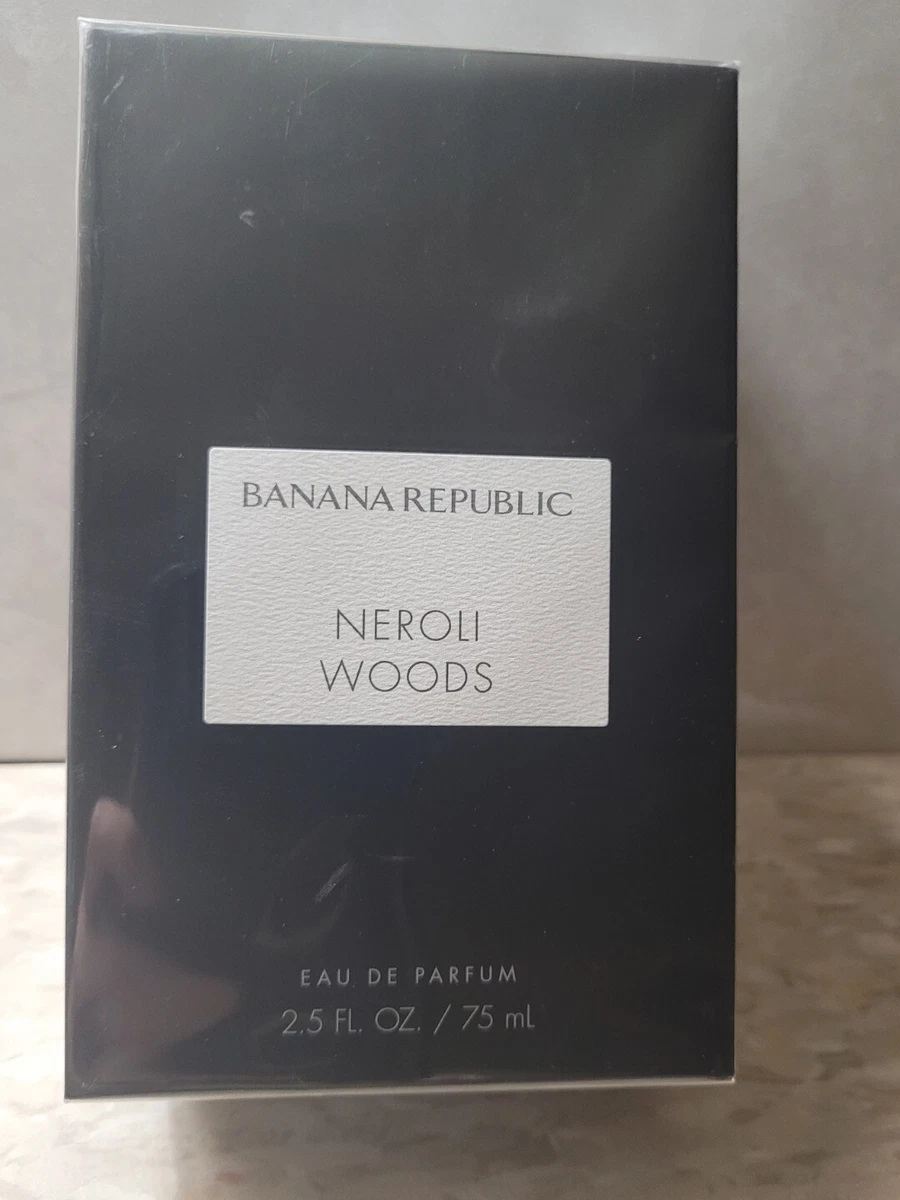 BANANA REPUBLIC
NEROLI
WOODS
EAU DE PARFUM
2.5 FL. OZ. / 75 mL